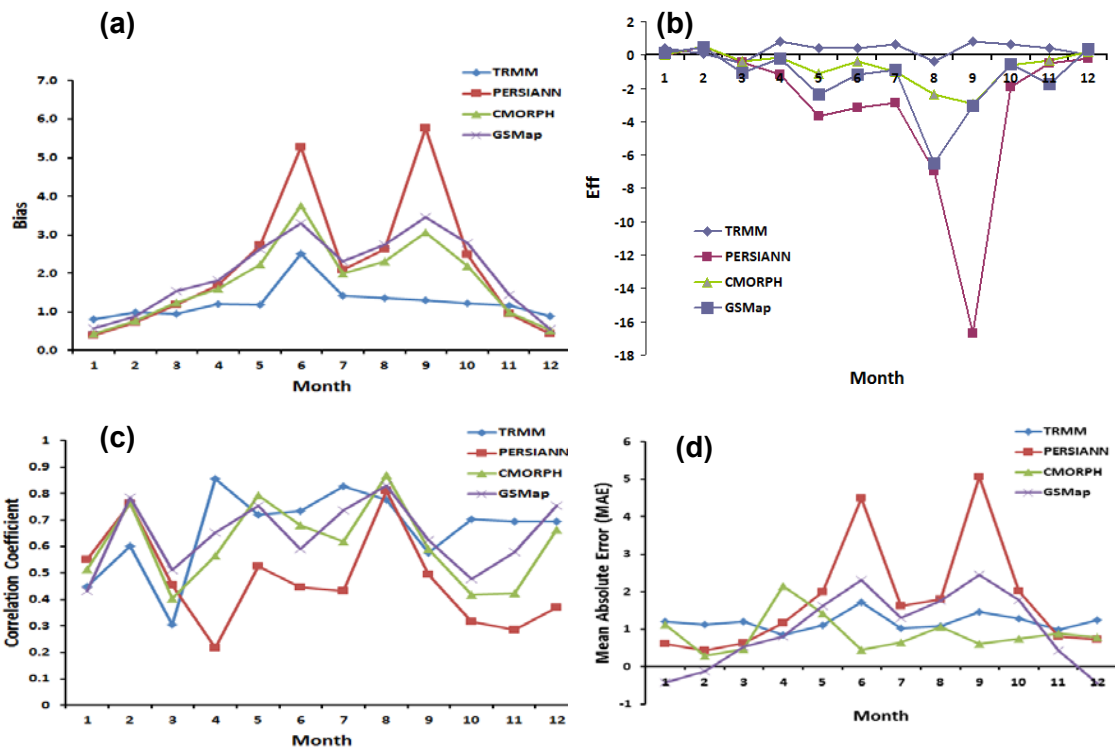 (a)
7.0
6.0
5.0
4.0
3.0
2.0
1.0
0.0
Bias
1 2 3 4 5 6 7 8 9 10 11 12
Month
TRMM
PERSIANN
CMORPH
GSMap
(b)
2
0
-2
-4
-6
-8
-10
-12
-14
-16
-18
Eff
1 2 3 4 5 6 7 8 9 10 11 12
Month
TRMM
PERSIANN
CMORPH
GSMap
(c)
1
0.9
0.8
0.7
0.6
0.5
0.4
0.3
0.2
0.1
0
Correlation Coefficient
1 2 3 4 5 6 7 8 9 10 11 12
Month
TRMM
PERSIANN
CMORPH
GSMap
(d)
6
5
4
3
2
1
0
-1
Mean Absolute Error (MAE)
1 2 3 4 5 6 7 8 9 10 11 12
Month
TRMM
PERSIANN
CMORPH
GSMap